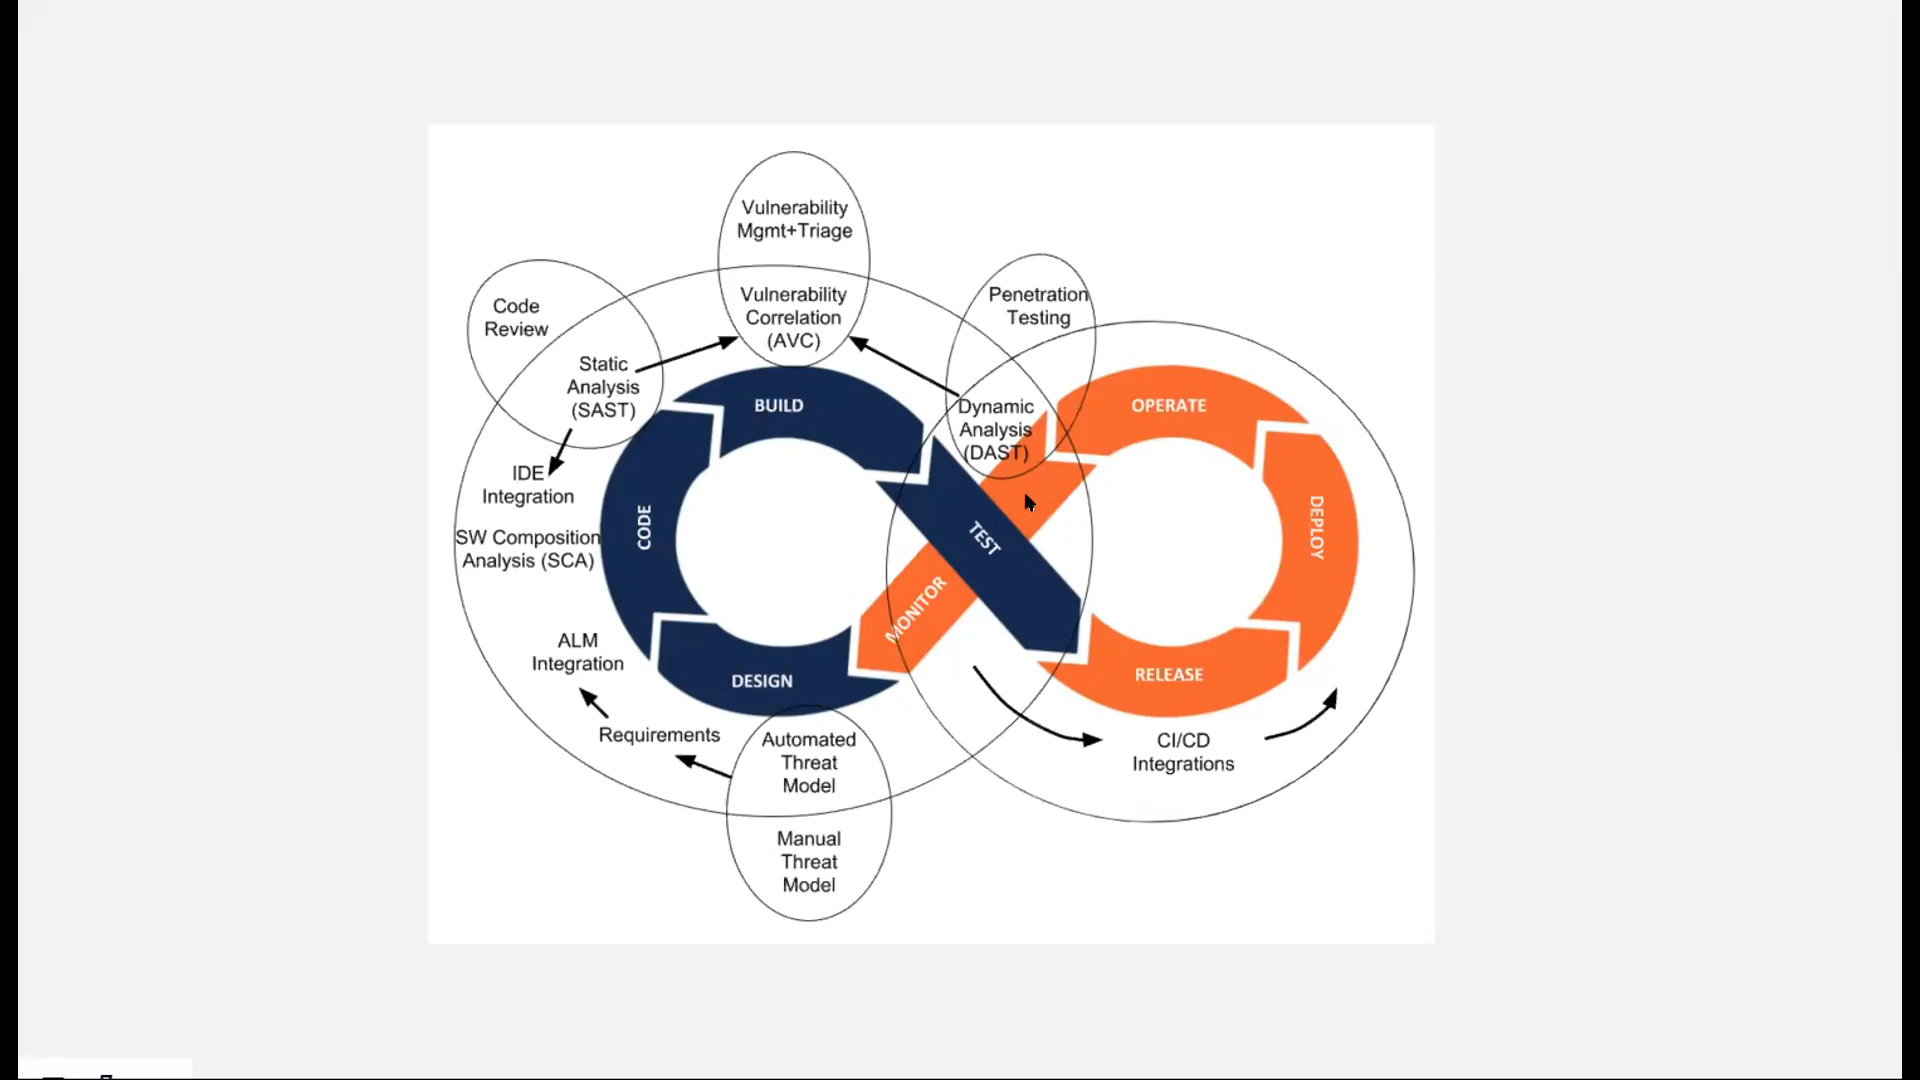 Vulnerability
Mgmt+Triage
Vulnerability
Correlation
(AVC)
Code
Review
Static
Analysis
(SAST)
IDE
Integration
SW Composition
Analysis (SCA)
ALM
Integration
Requirements
Automated
Threat
Model
Manual
Threat
Model
Penetration
Testing
Dynamic
Analysis
(DAST)
BUILD
CODE
DESIGN
TEST
MONITOR
OPERATE
DEPLOY
RELEASE
CI/CD
Integrations